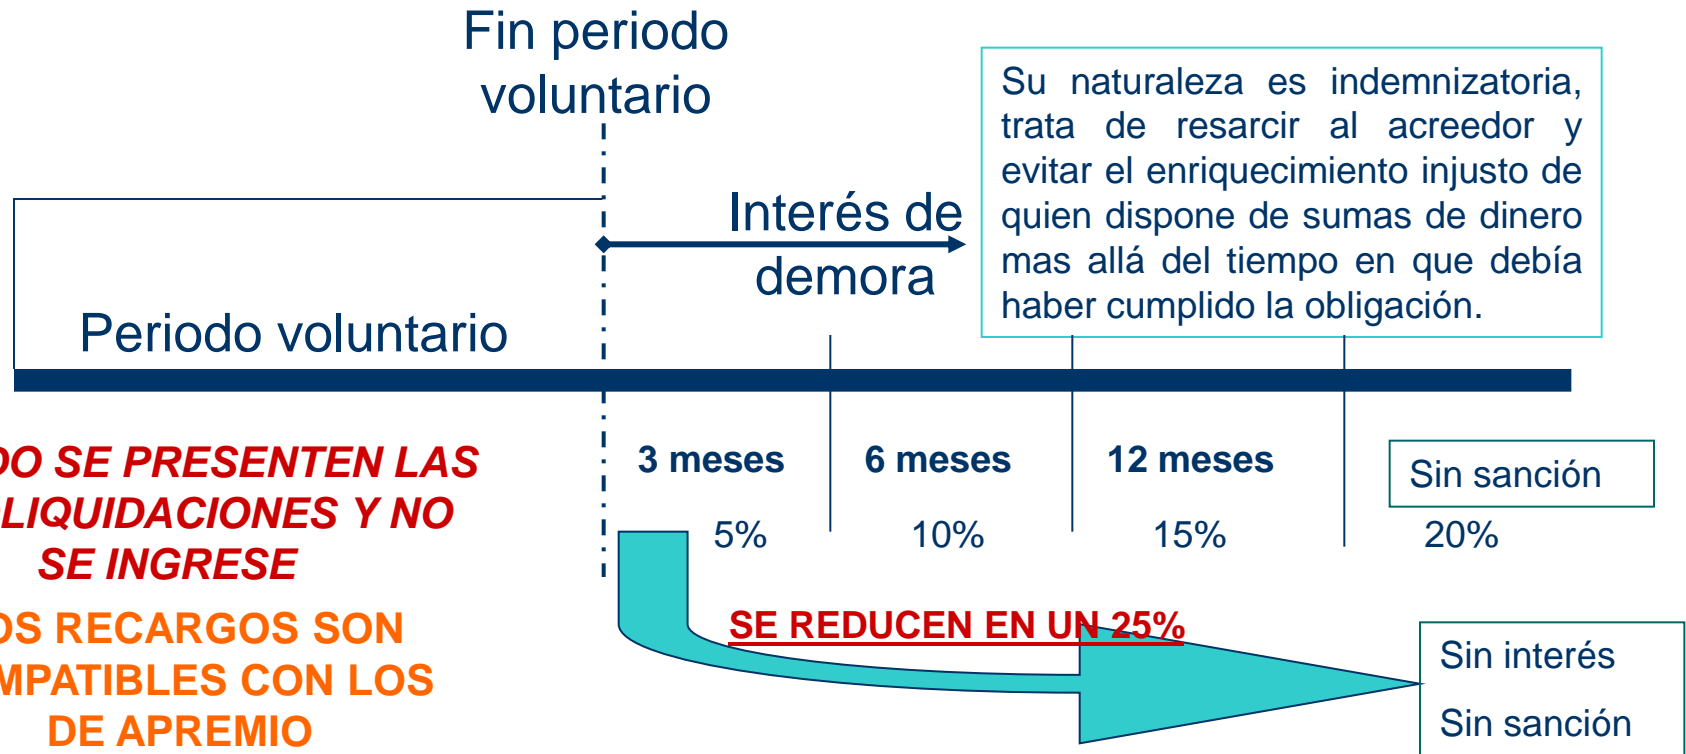 Fin periodo
voluntario
Su naturaleza es indemnizatoria,
trata de resarcir al acreedor y
evitar el enriquecimiento injusto de
quien dispone de sumas de dinero
mas allá del tiempo en que debía
haber cumplido la obligación.
Interés de
demora
Periodo voluntario
DO SE PRESENTEN LAS
LIQUIDACIONES Y NO
SE INGRESE
OS RECARGOS SON
MPATIBLES CON LOS
DE APREMIO
3 meses
6 meses
12 meses
Sin sanción
5%
10%
15%
20%
SE REDUCEN EN UN 25%
Sin interés
Sin sanción